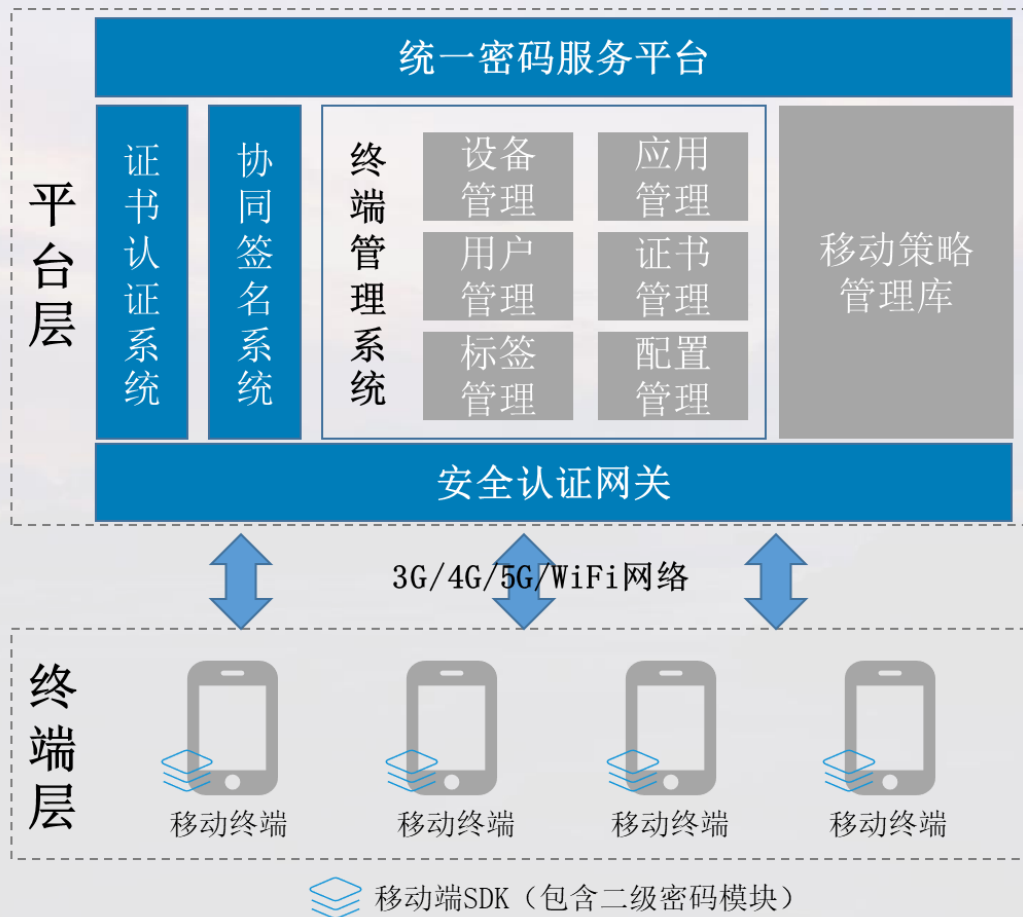 统一密码服务平台
平台层
证书认证系统
协同签名系统
终端管理系统
设备
管理
应用
管理
用户
管理
证书
管理
标签
管理
配置
管理
移动策略
管理库
安全认证网关
3G/4G/5G/WiFi网络
终端层
移动终端
移动终端
移动终端
移动终端
移动端SDK（包含二级密码模块）